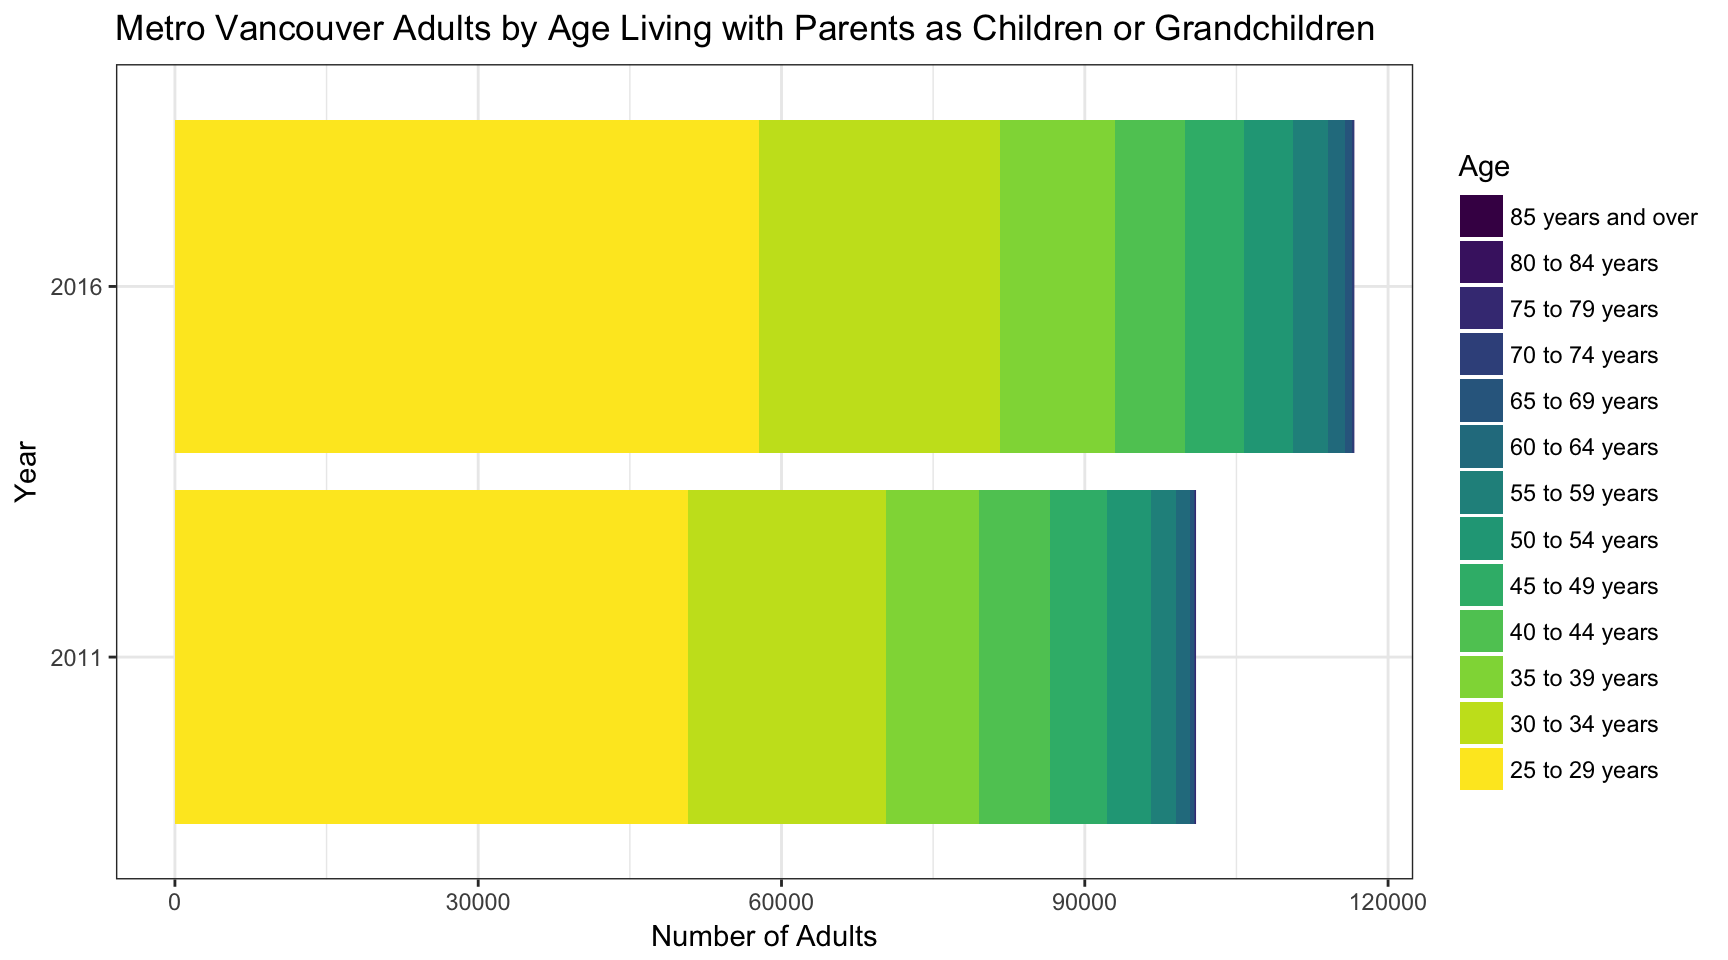 Metro Vancouver Adults by Age Living with Parents as Children or Grandchildren
Year
2016
2011
0 30000 60000 90000 120000
Number of Adults
Age
85 years and over
80 to 84 years
75 to 79 years
70 to 74 years
65 to 69 years
60 to 64 years
55 to 59 years
50 to 54 years
45 to 49 years
40 to 44 years
35 to 39 years
30 to 34 years
25 to 29 years